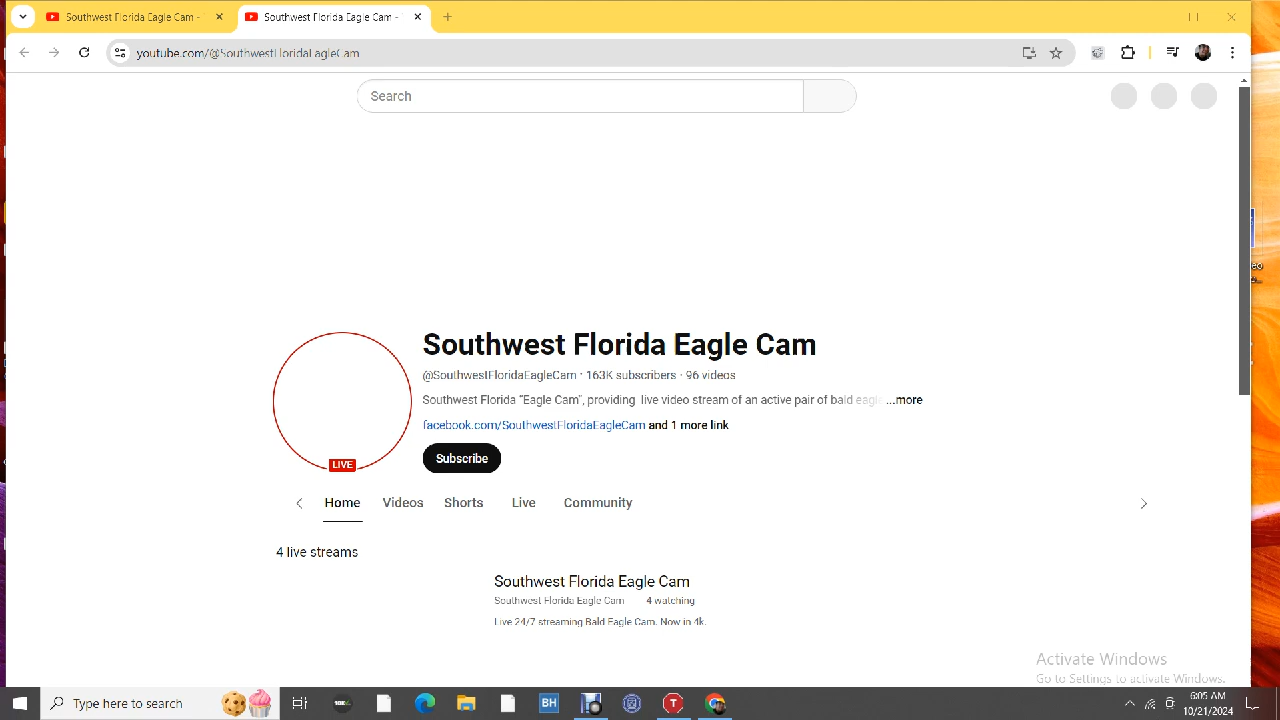 Southwest Florida Eagle Cam -
Southwest Florida Eagle Cam -
youtube.com/@SouthwestFloridaEagleCam
Search
Southwest Florida Eagle Cam
@SouthwestFloridaEagleCam · 163K subscribers · 96 videos
Southwest Florida “Eagle Cam”, providing live video stream of an active pair of bald eagle ...more
facebook.com/SouthwestFloridaEagleCam and 1 more link
LIVE
Subscribe
Home Videos Shorts Live Community
4 live streams
Southwest Florida Eagle Cam
Southwest Florida Eagle Cam 4 watching
Live 24/7 streaming Bald Eagle Cam. Now in 4k.
Activate Windows
Go to Settings to activate Windows.
Type here to search
BH
T
6:05 AM
10/21/2024